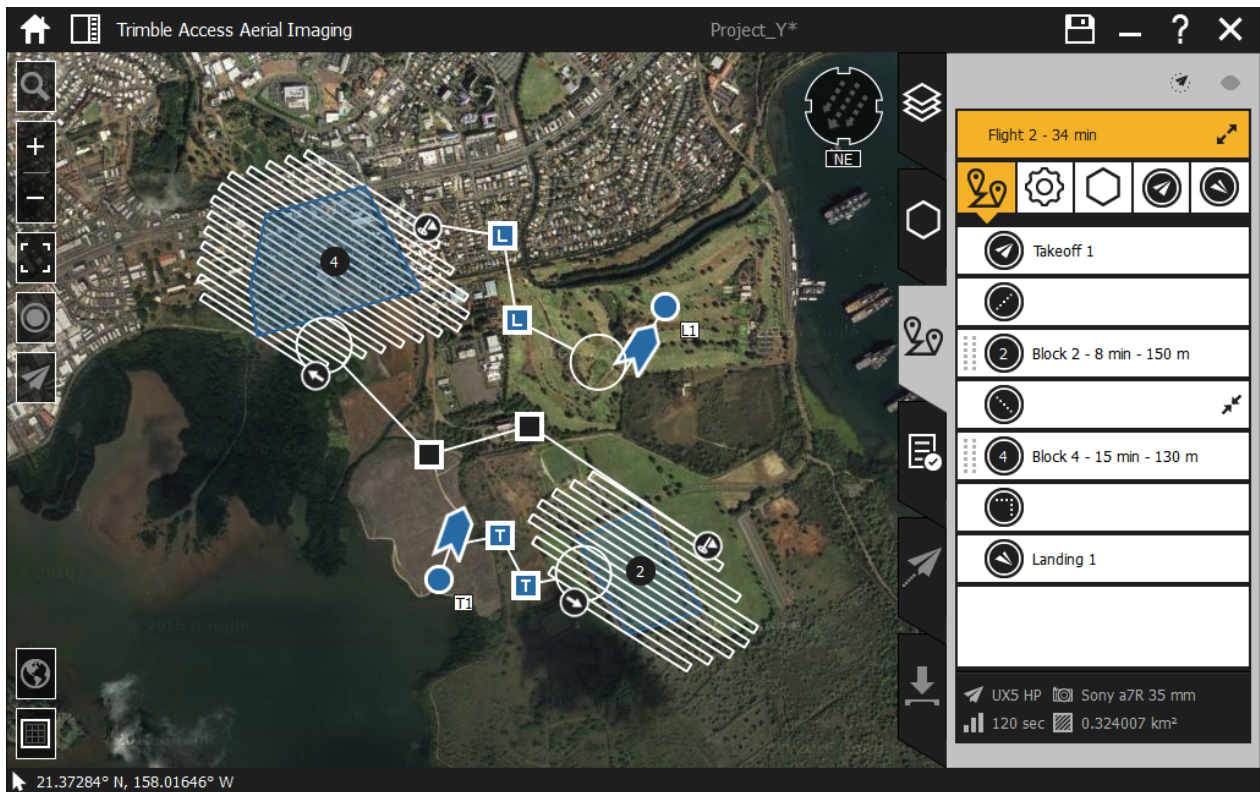 Trimble Access Aerial Imaging
Project_Y*
NE
Flight 2 - 34 min
Takeoff 1
2
Block 2 - 8 min - 150 m
4
Block 4 - 15 min - 130 m
Landing 1
4
L
L
L1
T
T
T1
2
UX5 HP
Sony a7R 35 mm
120 sec
0.324007 km²
21.37284° N, 158.01646° W